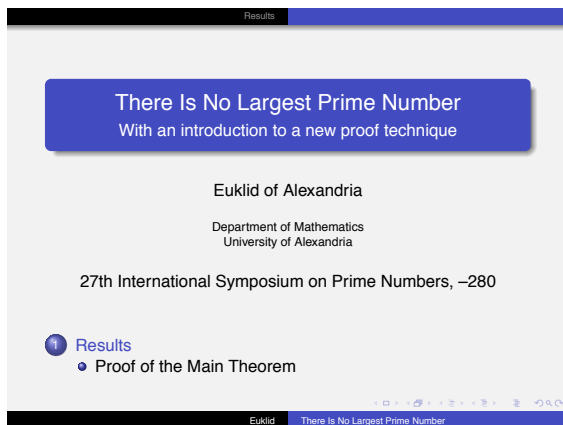 Results
There Is No Largest Prime Number
With an introduction to a new proof technique
Euklid of Alexandria
Department of Mathematics
University of Alexandria
27th International Symposium on Prime Numbers, –280
1 Results
Proof of the Main Theorem
Euklid There Is No Largest Prime Number